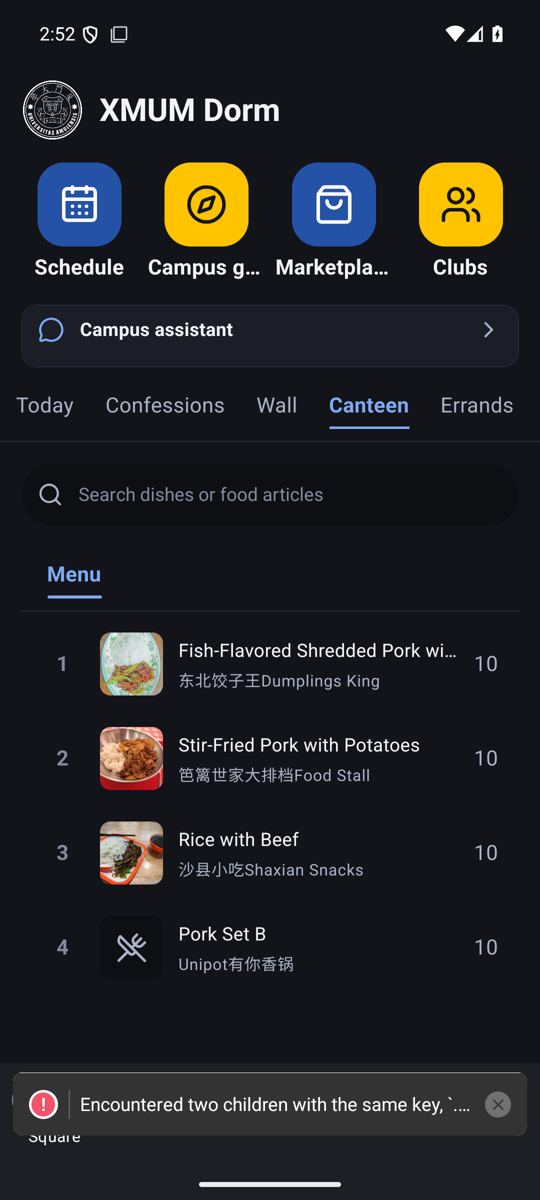 2:52
XMUM Dorm
Schedule
Campus g...
Marketpla...
Clubs
Campus assistant
Today
Confessions
Wall
Canteen
Errands
Search dishes or food articles
Menu
1
Fish-Flavored Shredded Pork wi...
东北饺子王Dumplings King
10
2
Stir-Fried Pork with Potatoes
笆篱世家大排档Food Stall
10
3
Rice with Beef
沙县小吃Shaxian Snacks
10
4
Pork Set B
Unipot有你香锅
10
Encountered two children with the same key, `....
Square